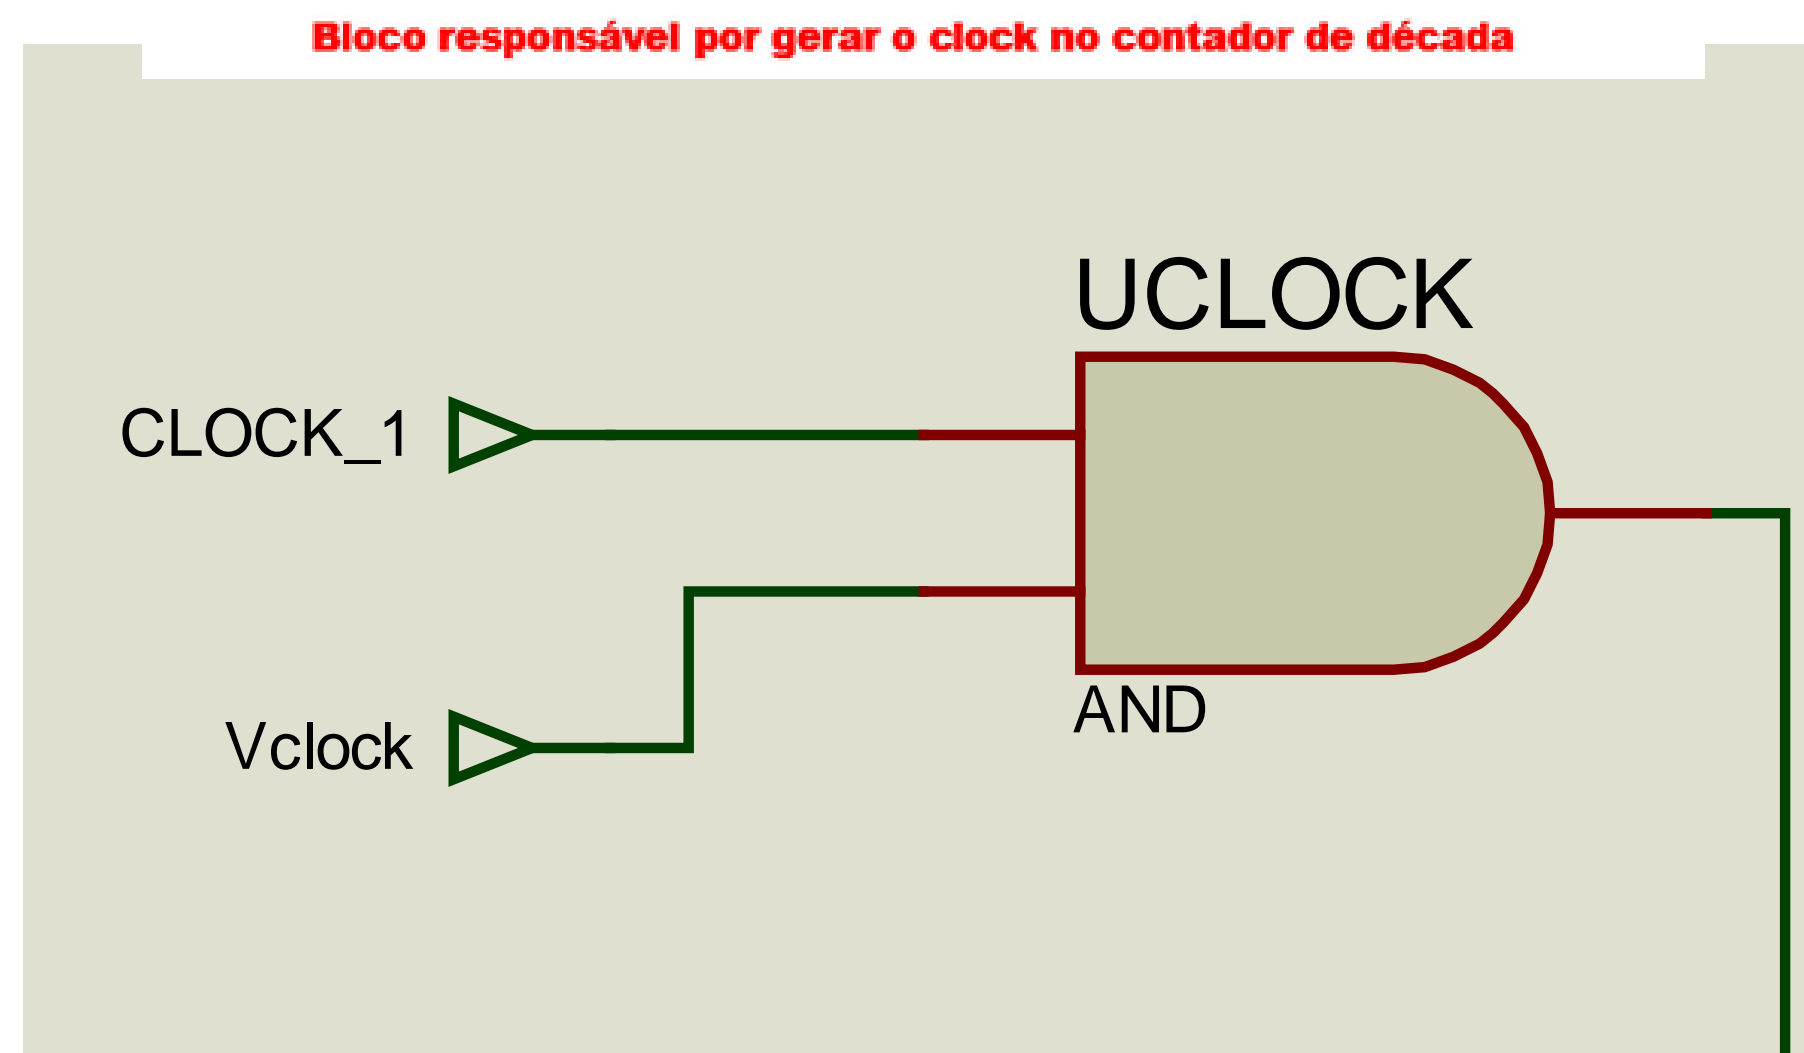 Bloco responsável por gerar o clock no contador de década
UCLOCK
CLOCK_1
AND
Vclock